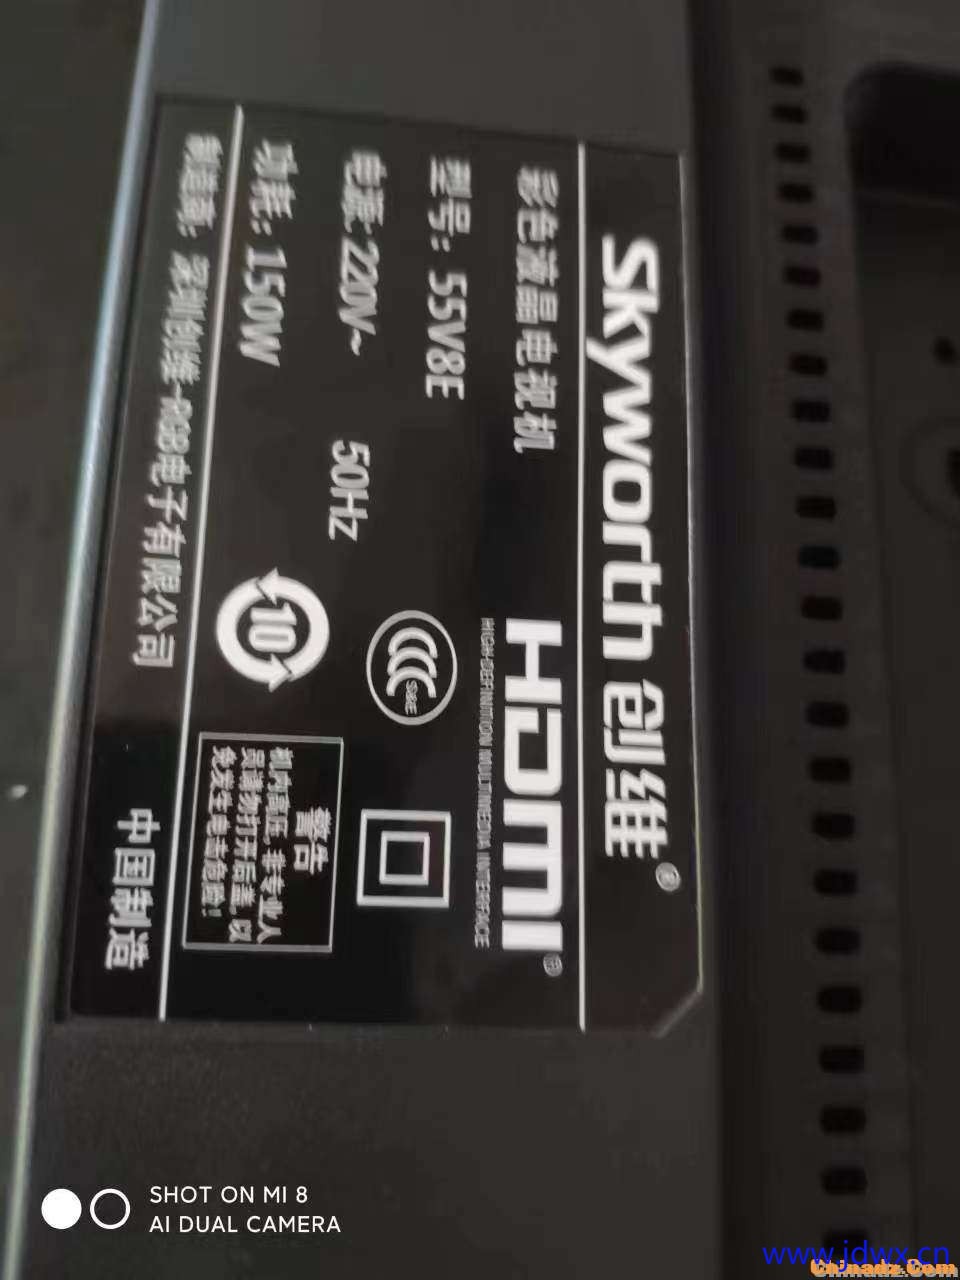 Skyworth 创维®
彩色液晶电视机
HDMI®
HIGH-DEFINITION MULTIMEDIA INTERFACE
型号: 55V8E
电源: 220V~ 50Hz
CCC
S&E
功耗: 150W
10
警告
机内高压,非专业人
员请勿打开后盖,以
免发生电击危险!
制造商: 深圳创维-RGB电子有限公司
中国制造
SHOT ON MI 8
AI DUAL CAMERA
www.jdwx.cn
Chinadz.Com